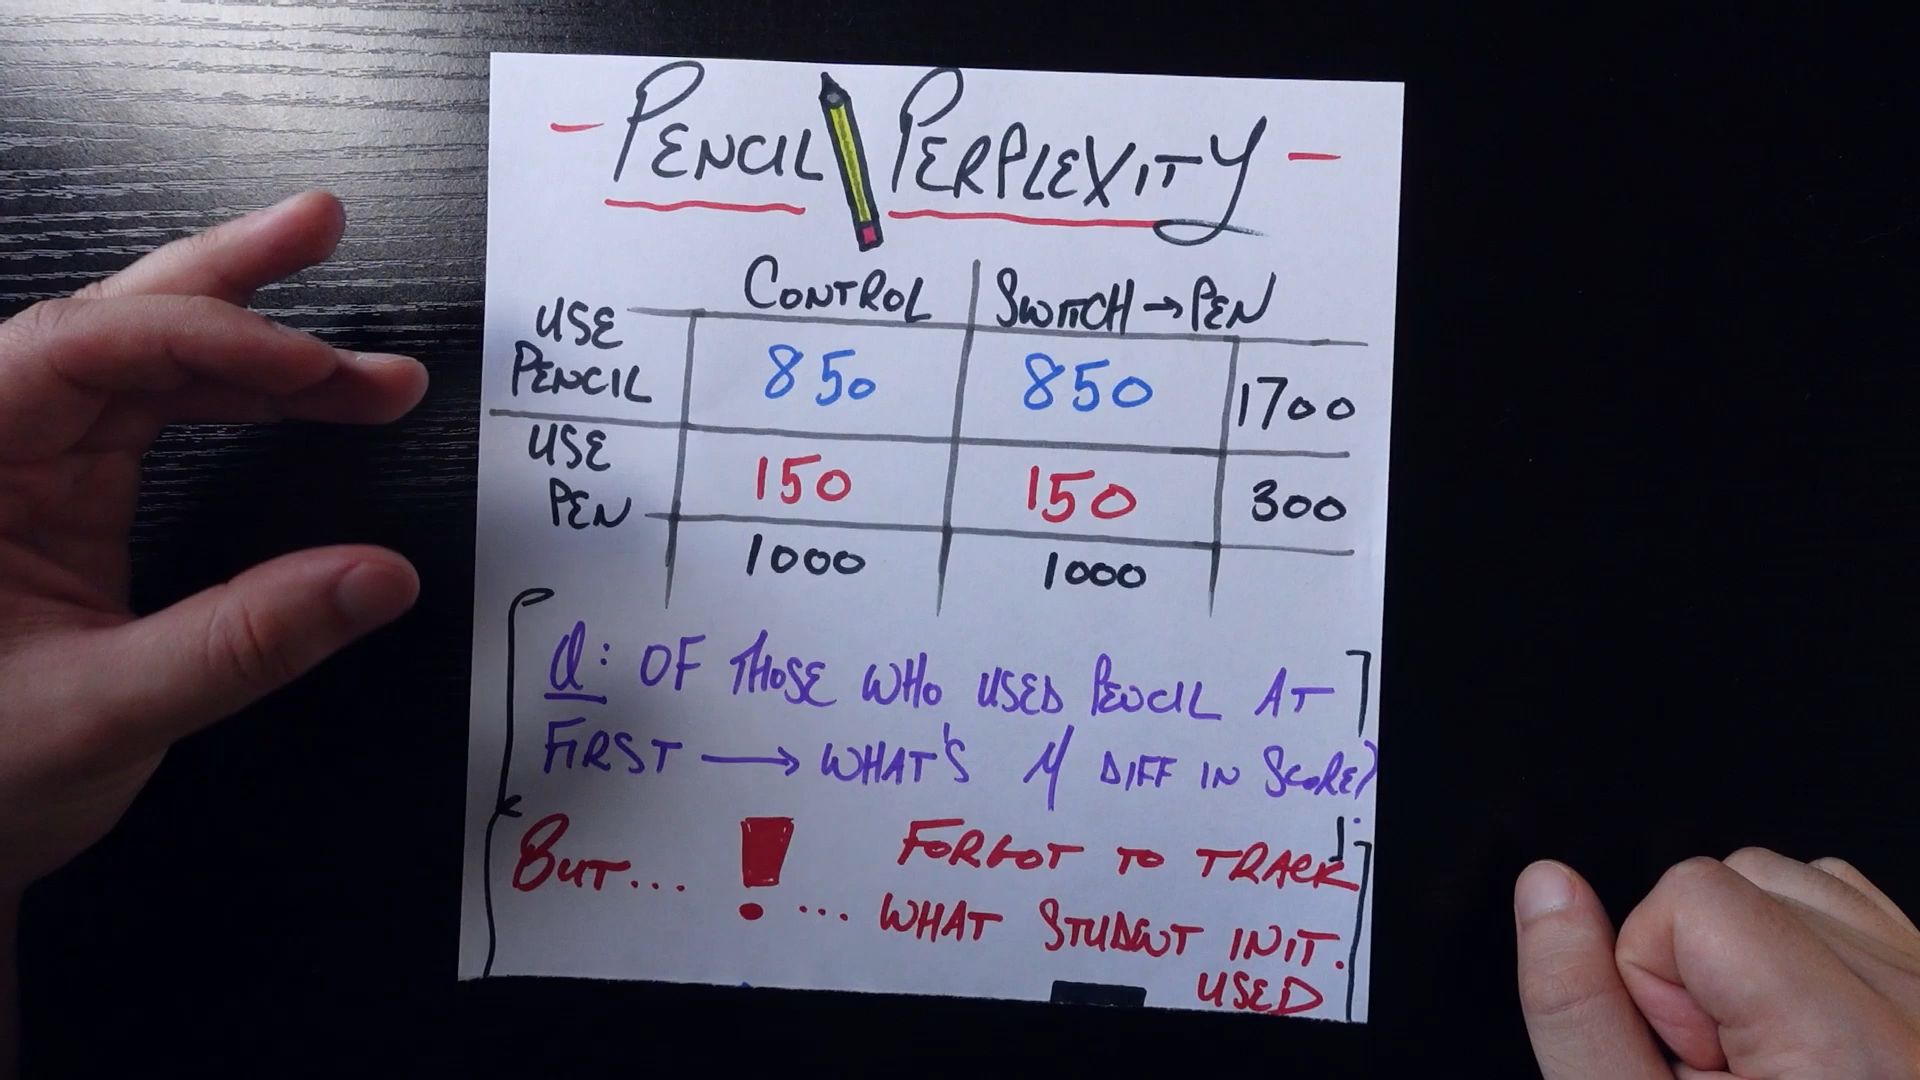 - PENCIL PERPLEXITY -
CONTROL SWITCH → PEN
USE PENCIL 850 850 1700
USE PEN 150 150 300
1000 1000
Q: OF THOSE WHO USED PENCIL AT
FIRST → WHAT'S µ DIFF IN SCORE?
BUT... ! ... FORGOT TO TRACK
WHAT STUDENT INIT.
USED